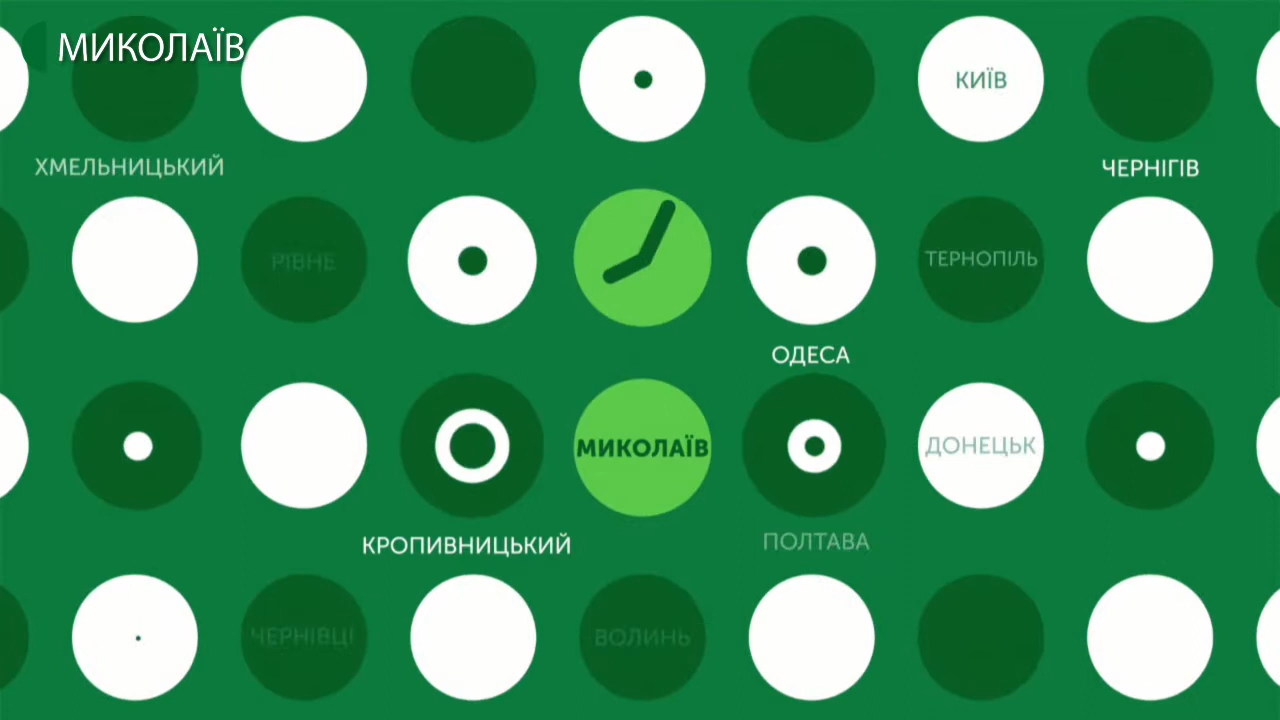 МИКОЛАЇВ
КИЇВ
ХМЕЛЬНИЦЬКИЙ
ЧЕРНІГІВ
РІВНЕ
ТЕРНОПІЛЬ
ОДЕСА
МИКОЛАЇВ
ДОНЕЦЬК
КРОПИВНИЦЬКИЙ
ПОЛТАВА
ЧЕРНІВЦІ
ВОЛИНЬ